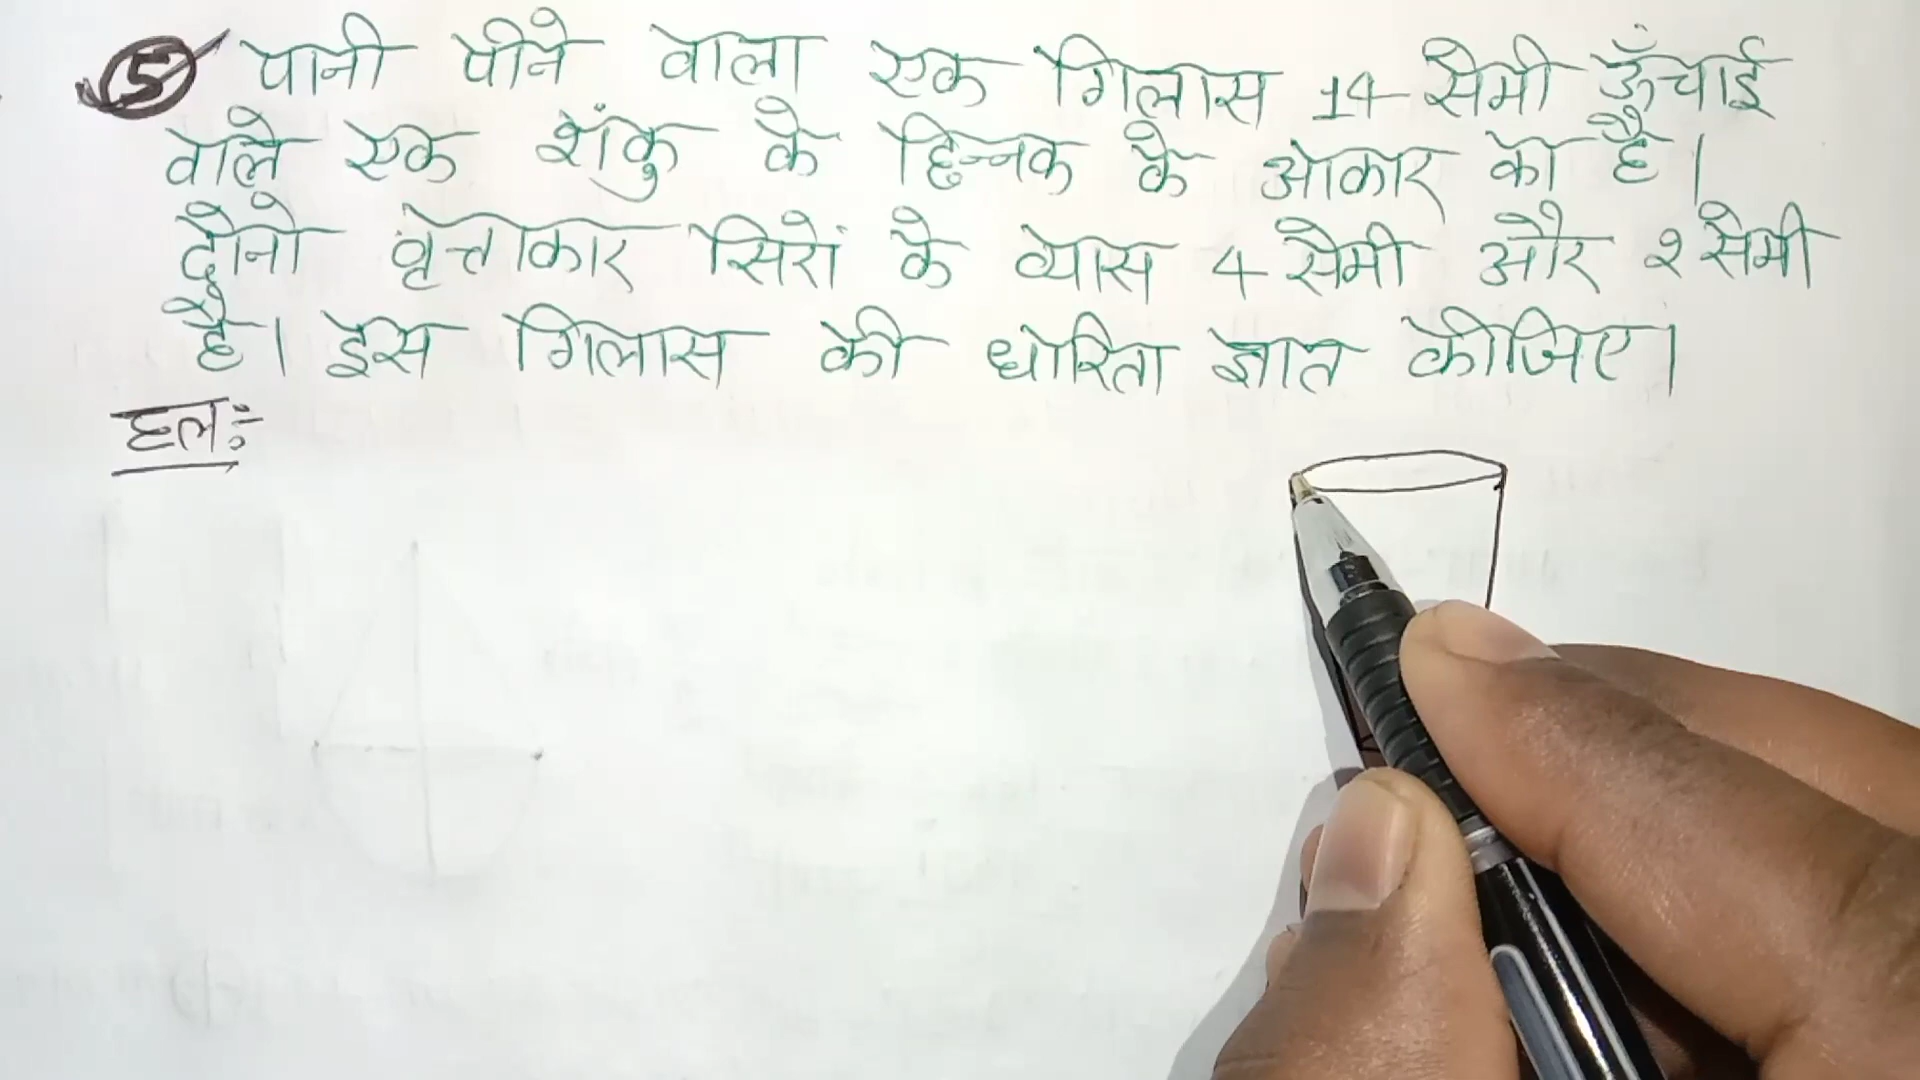 5 पानी पीने वाला एक गिलास 14 सेमी ऊँचाई
वाले एक शंकु के छिन्नक के आकार का है।
दोनो वृत्ताकार सिरों के व्यास 4 सेमी और 2 सेमी
है। इस गिलास की धारिता ज्ञात कीजिए।
हलः-